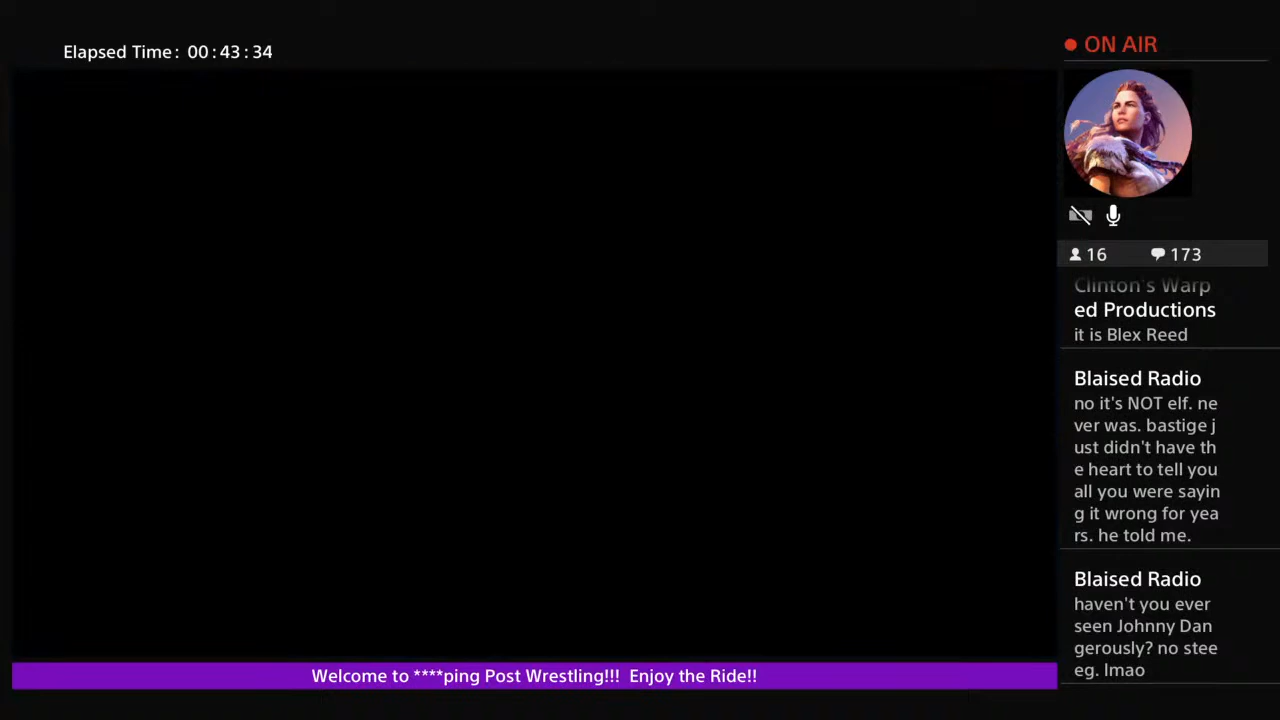 Elapsed Time: 00:43:34
ON AIR
16 173
Clinton's Warp
ed Productions
it is Blex Reed
Blaised Radio
no it's NOT elf. ne
ver was. bastige j
ust didn't have th
e heart to tell you
all you were sayin
g it wrong for yea
rs. he told me.
Blaised Radio
haven't you ever
seen Johnny Dan
gerously? no stee
eg. lmao
Welcome to ****ping Post Wrestling!!! Enjoy the Ride!!